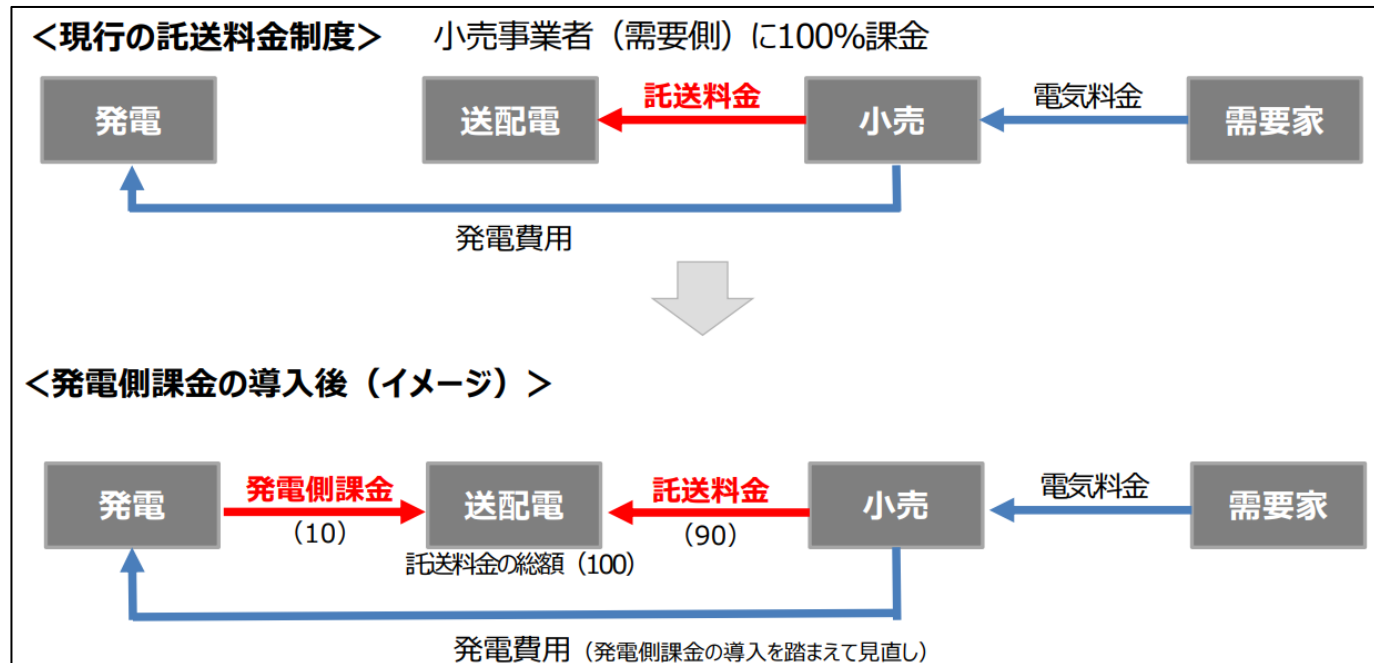 <現行の託送料金制度> 小売事業者（需要側）に100%課金
発電
送配電
託送料金
小売
電気料金
需要家
発電費用
<発電側課金の導入後（イメージ）>
発電
発電側課金
（10）
送配電
託送料金の総額（100）
託送料金
（90）
小売
電気料金
需要家
発電費用（発電側課金の導入を踏まえて見直し）